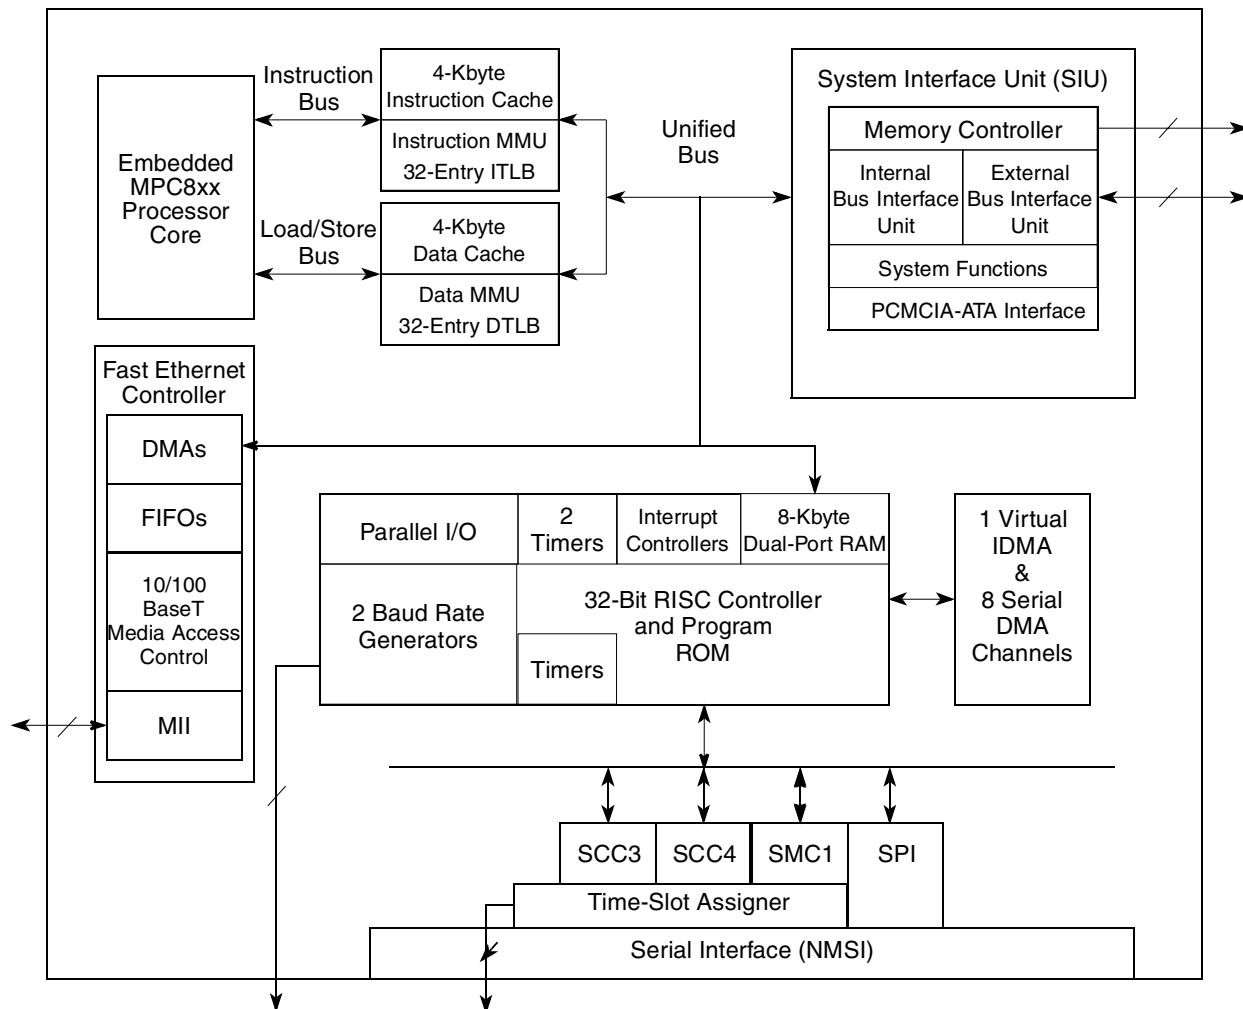 Embedded
MPC8xx
Processor
Core
Instruction
Bus
Load/Store
Bus
4-Kbyte
Instruction Cache
Instruction MMU
32-Entry ITLB
4-Kbyte
Data Cache
Data MMU
32-Entry DTLB
Unified
Bus
System Interface Unit (SIU)
Memory Controller
Internal
Bus Interface
Unit
External
Bus Interface
Unit
System Functions
PCMCIA-ATA Interface
Fast Ethernet
Controller
DMAs
FIFOs
10/100
BaseT
Media Access
Control
MII
Parallel I/O
2
Timers
Interrupt
Controllers
8-Kbyte
Dual-Port RAM
2 Baud Rate
Generators
32-Bit RISC Controller
and Program
ROM
Timers
1 Virtual
IDMA
&
8 Serial
DMA
Channels
SCC3
SCC4
SMC1
SPI
Time-Slot Assigner
Serial Interface (NMSI)